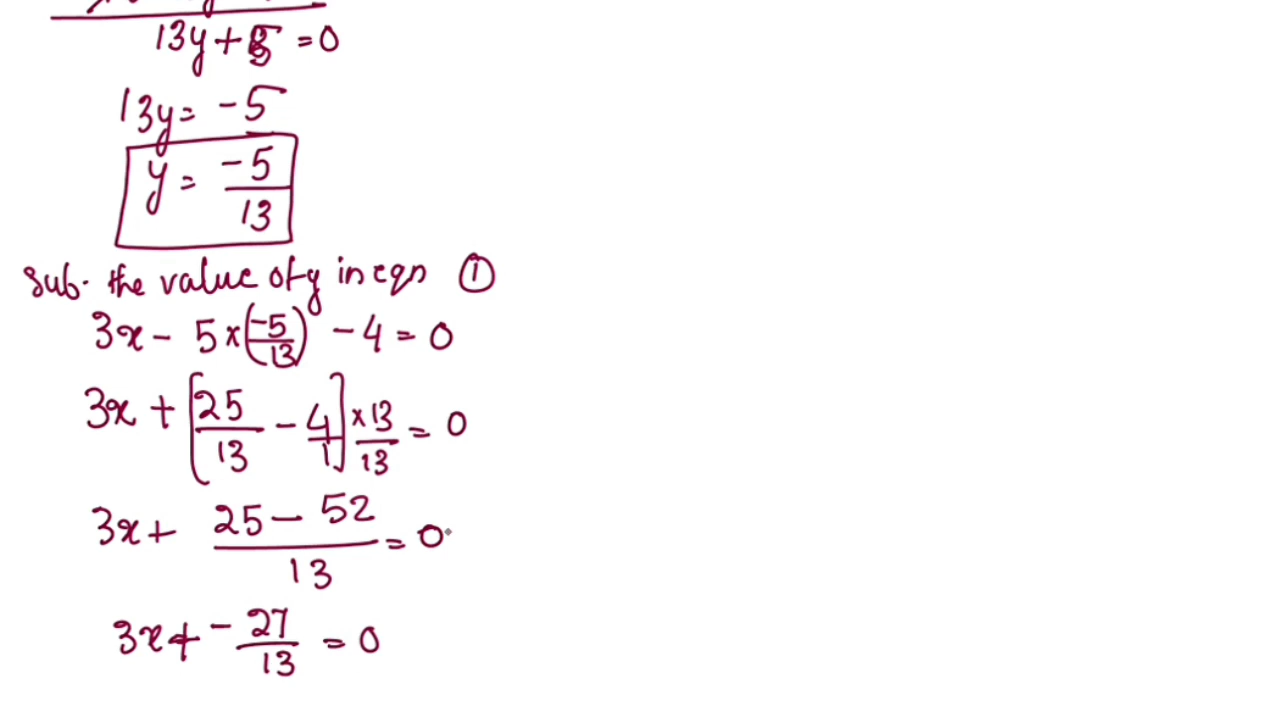 13y + 5 = 0
13y = -5
y = -5/13
Sub. the value of y in eqn ①
3x - 5 × (-5/13) - 4 = 0
3x + [25/13 - 4/1] × 13/13 = 0
3x + 25 - 52/13 = 0
3x + - 27/13 = 0